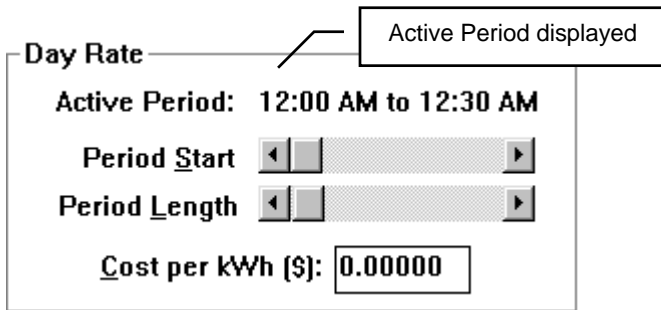 Active Period displayed
Day Rate
Active Period: 12:00 AM to 12:30 AM
Period Start
Period Length
Cost per kWh ($): 0.00000